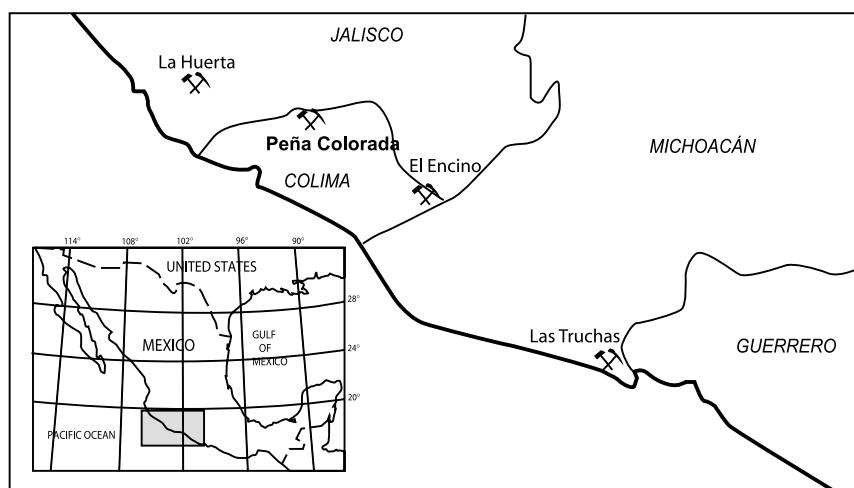 JALISCO
La Huerta
Peña Colorada
MICHOACÁN
El Encino
COLIMA
114°
108°
102°
96°
90°
UNITED STATES
28°
MEXICO
GULF
OF
MEXICO
24°
20°
PACIFIC OCEAN
Las Truchas
GUERRERO